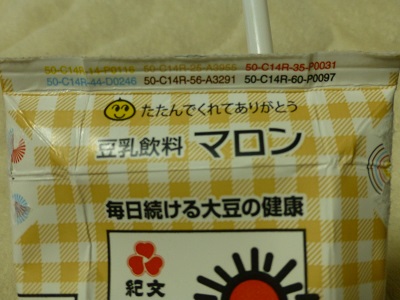 50-C14R-35-P0031
50-C14R-44-D0246 50-C14R-56-A3291 50-C14R-60-P0097
たたんでくれてありがとう
豆乳飲料 マロン
毎日続ける大豆の健康
紀文